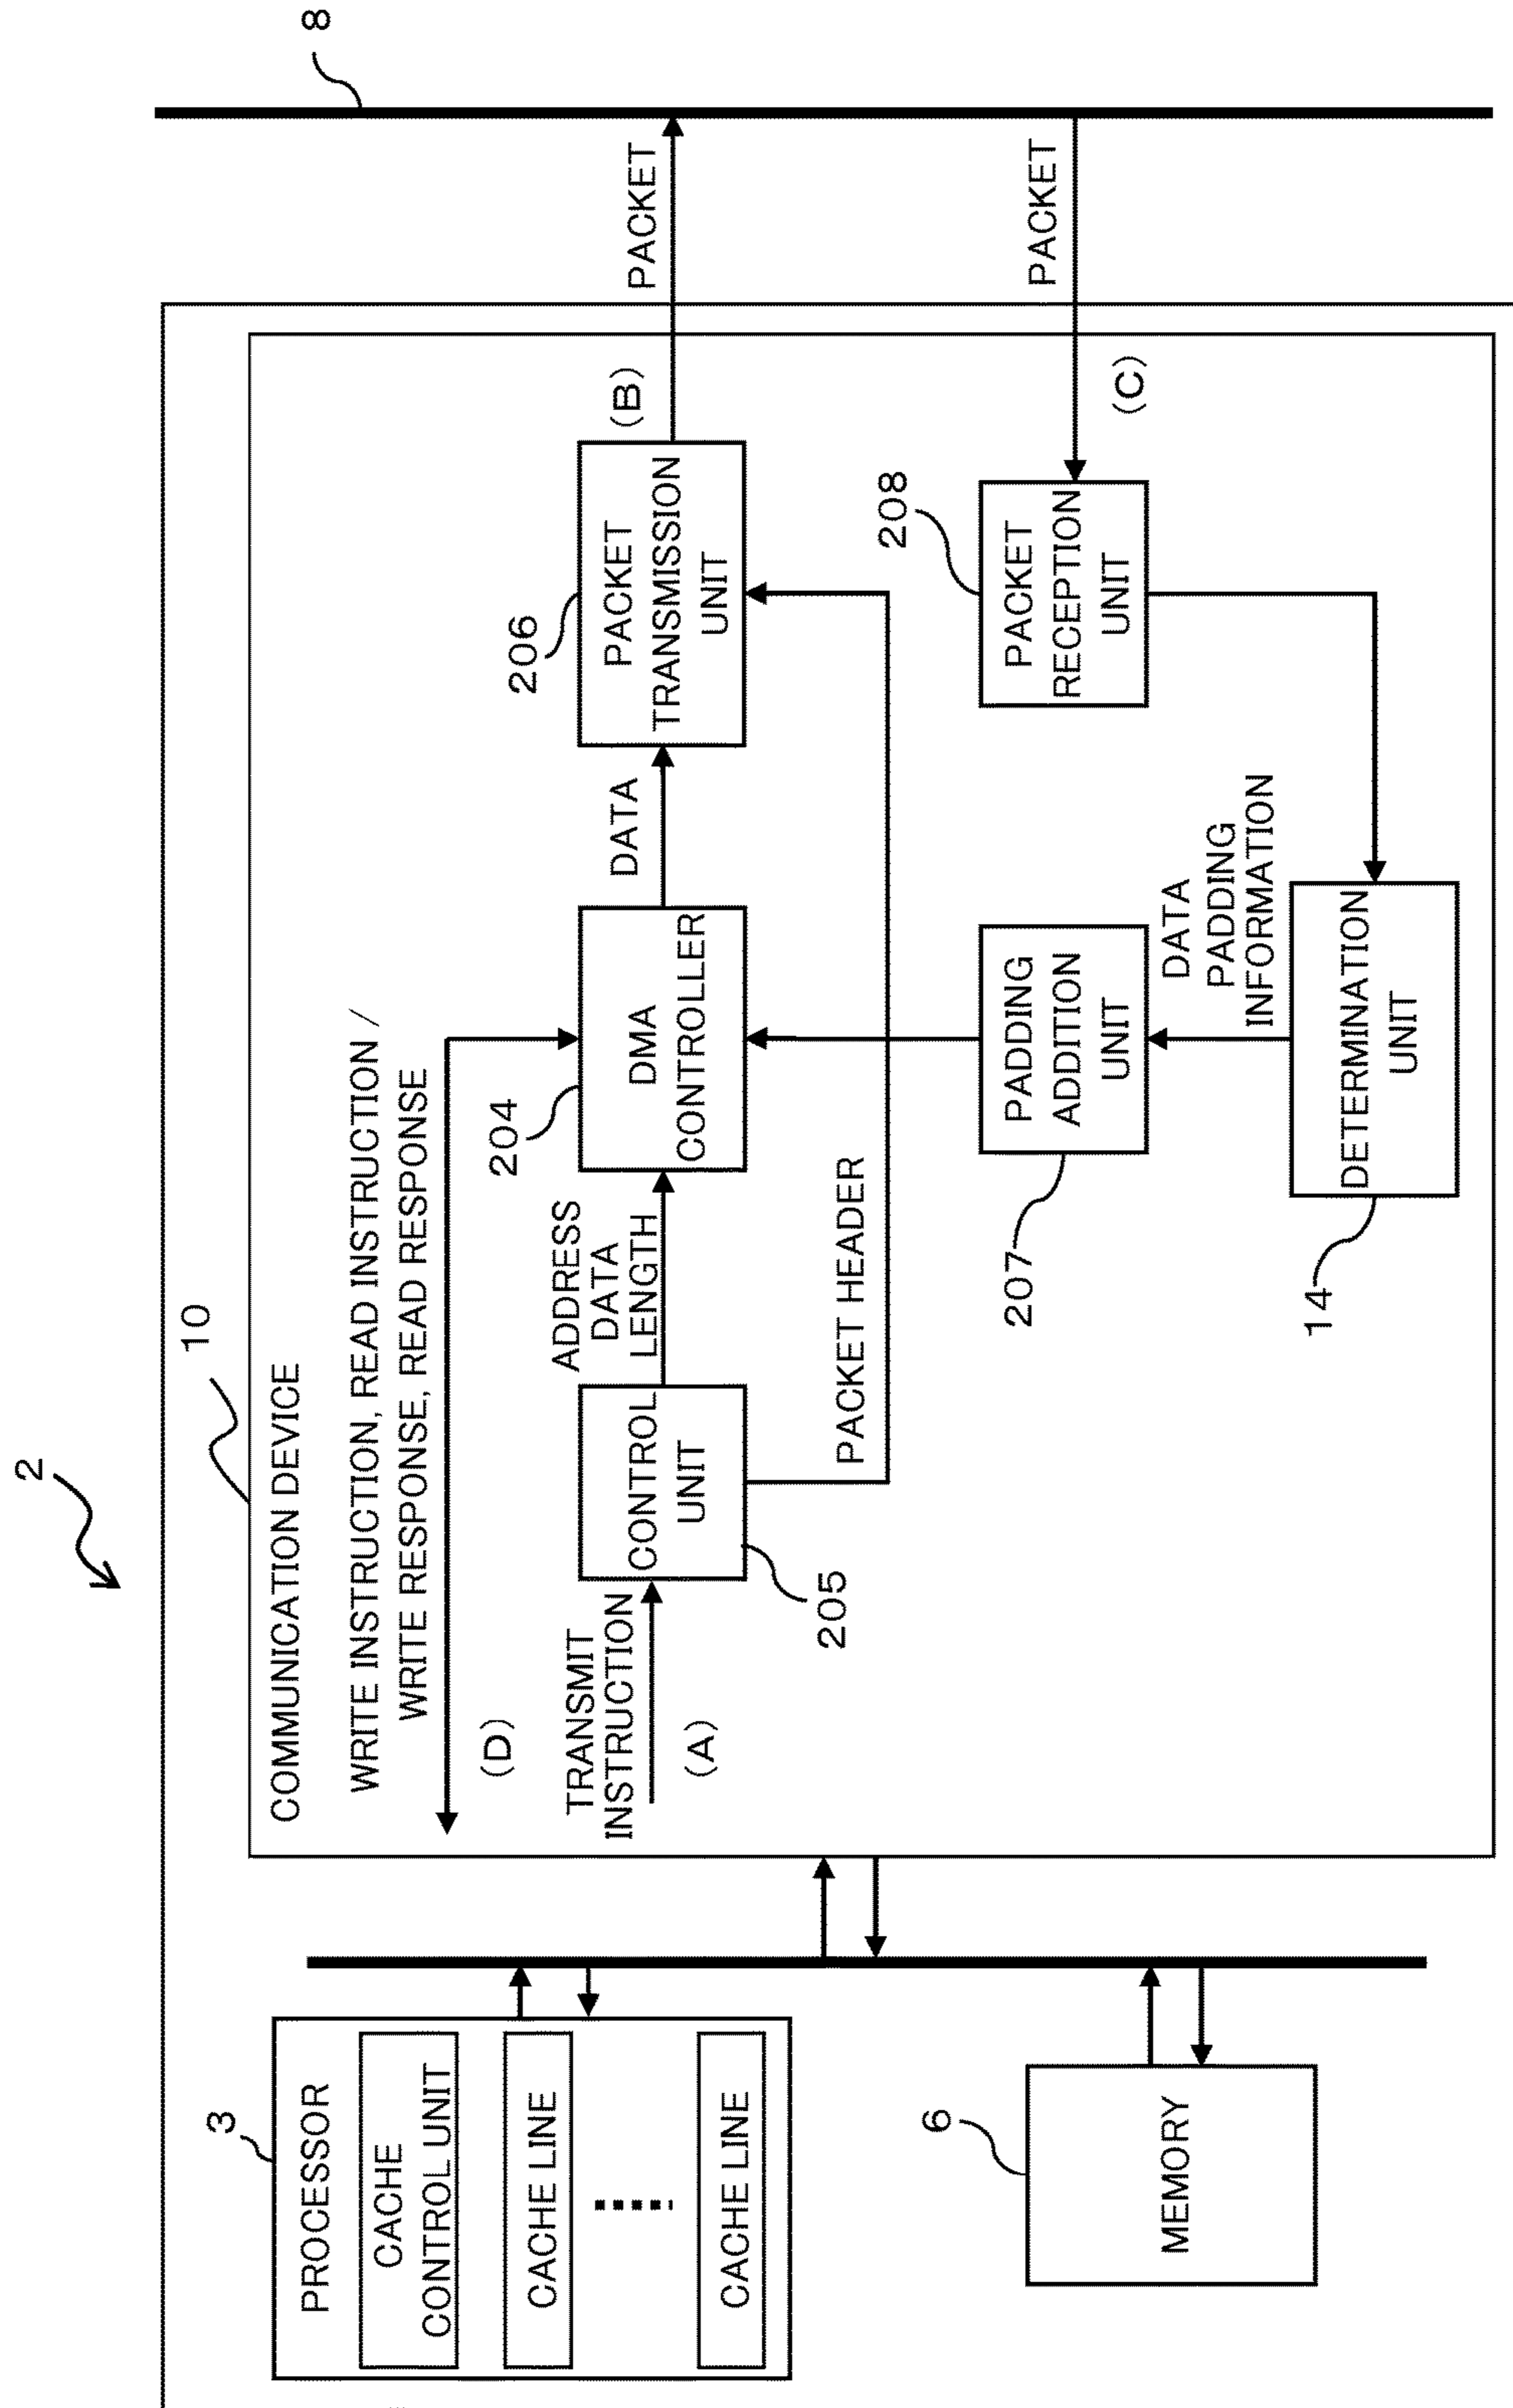 2
3
PROCESSOR
CACHE
CONTROL UNIT
CACHE LINE
CACHE LINE
6
MEMORY
10
COMMUNICATION DEVICE
WRITE INSTRUCTION, READ INSTRUCTION /
WRITE RESPONSE, READ RESPONSE
(D)
TRANSMIT
INSTRUCTION
(A)
CONTROL
UNIT
205
ADDRESS
DATA
LENGTH
PACKET HEADER
204
DMA
CONTROLLER
DATA
206
PACKET
TRANSMISSION
UNIT
(B)
PACKET
8
207
PADDING
ADDITION
UNIT
DATA
PADDING
INFORMATION
14
DETERMINATION
UNIT
208
PACKET
RECEPTION
UNIT
(C)
PACKET